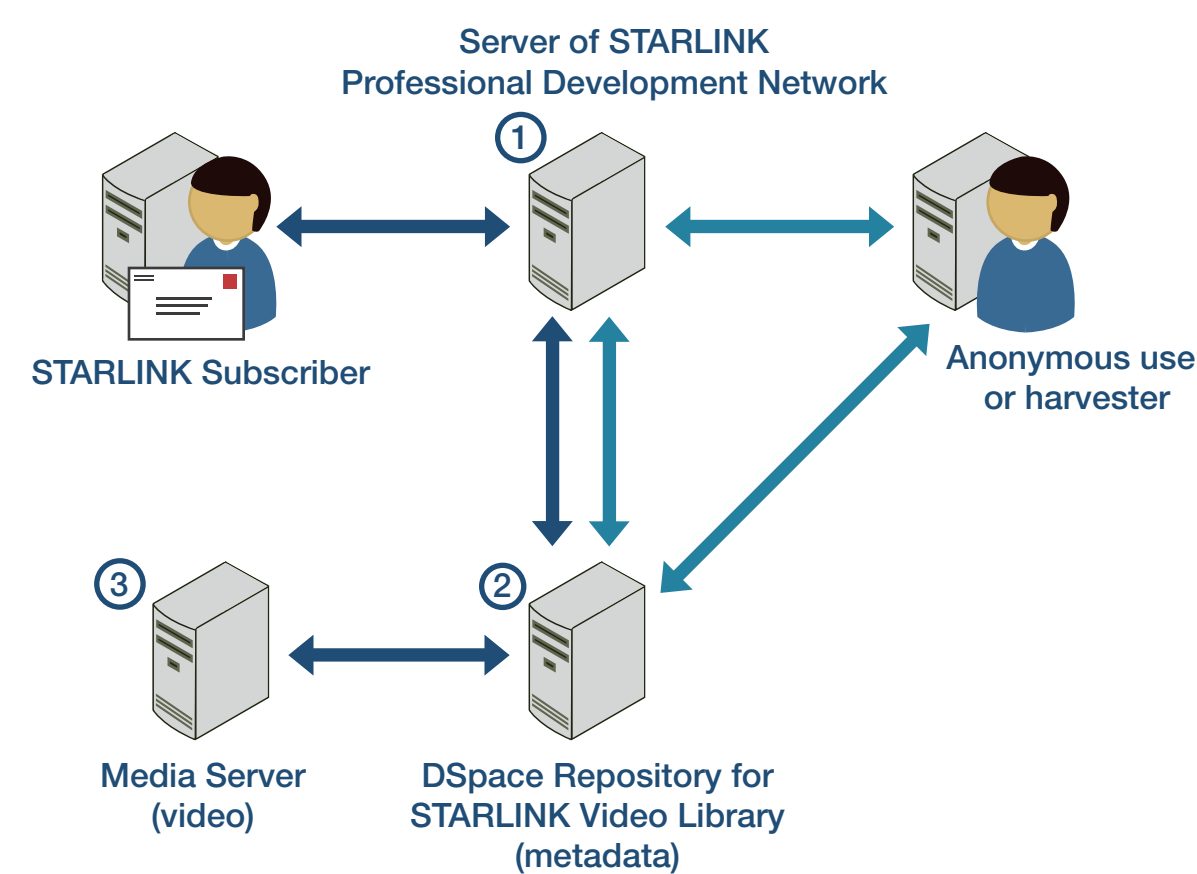 Server of STARLINK
Professional Development Network
1
STARLINK Subscriber
Anonymous use
or harvester
3
2
Media Server
(video)
DSpace Repository for
STARLINK Video Library
(metadata)